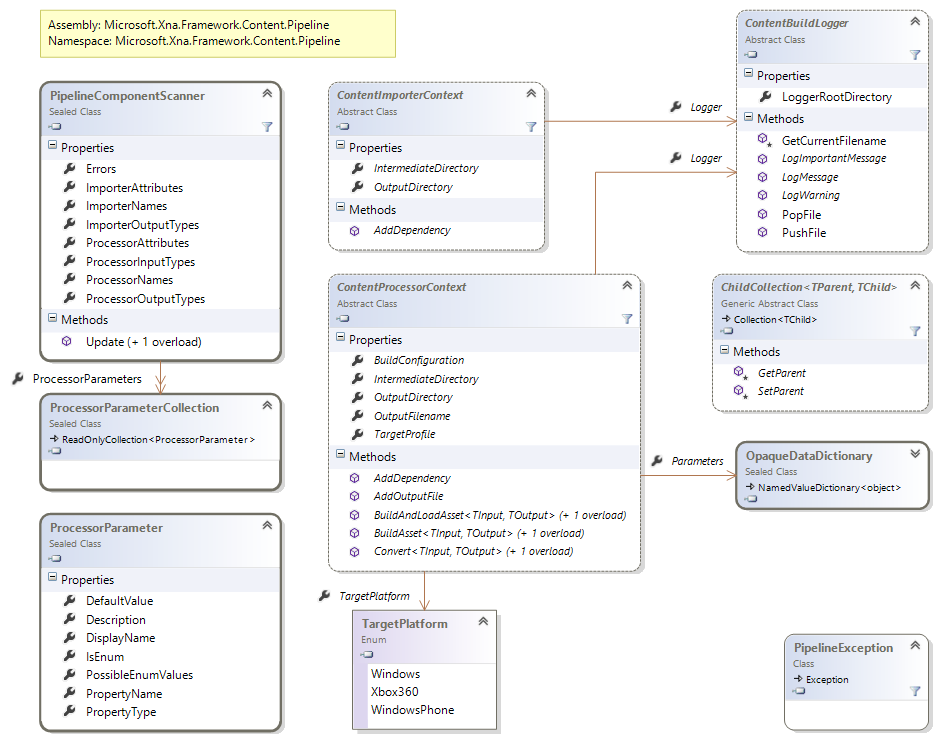 Assembly: Microsoft.Xna.Framework.Content.Pipeline
Namespace: Microsoft.Xna.Framework.Content.Pipeline
PipelineComponentScanner
Sealed Class
Properties
Errors
ImporterAttributes
ImporterNames
ImporterOutputTypes
ProcessorAttributes
ProcessorInputTypes
ProcessorNames
ProcessorOutputTypes
Methods
Update (+ 1 overload)
ProcessorParameters
ProcessorParameterCollection
Sealed Class
ReadOnlyCollection<ProcessorParameter>
ProcessorParameter
Sealed Class
Properties
DefaultValue
Description
DisplayName
IsEnum
PossibleEnumValues
PropertyName
PropertyType
ContentImporterContext
Abstract Class
Properties
IntermediateDirectory
OutputDirectory
Methods
AddDependency
Logger
Logger
ContentProcessorContext
Abstract Class
Properties
BuildConfiguration
IntermediateDirectory
OutputDirectory
OutputFilename
TargetProfile
Methods
AddDependency
AddOutputFile
BuildAndLoadAsset<TInput, TOutput> (+ 1 overload)
BuildAsset<TInput, TOutput> (+ 1 overload)
Convert<TInput, TOutput> (+ 1 overload)
TargetPlatform
TargetPlatform
Enum
Windows
Xbox360
WindowsPhone
ContentBuildLogger
Abstract Class
Properties
LoggerRootDirectory
Methods
GetCurrentFilename
LogImportantMessage
LogMessage
LogWarning
PopFile
PushFile
ChildCollection<TParent, TChild>
Generic Abstract Class
Collection<TChild>
Methods
GetParent
SetParent
Parameters
OpaqueDataDictionary
Sealed Class
NamedValueDictionary<object>
PipelineException
Class
Exception